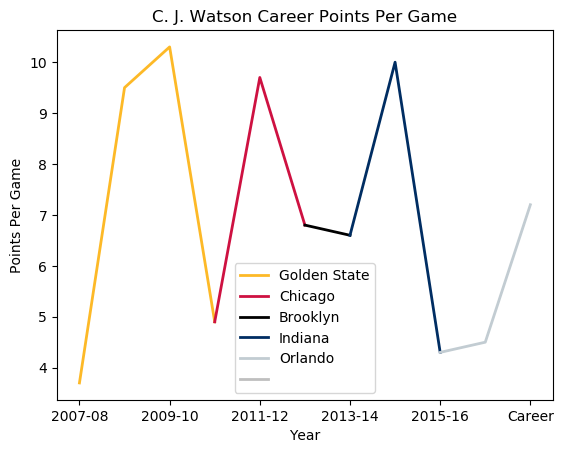 C. J. Watson Career Points Per Game
Points Per Game
10
9
8
7
6
5
4
Golden State
Chicago
Brooklyn
Indiana
Orlando
2007-08 2009-10 2011-12 2013-14 2015-16 Career
Year